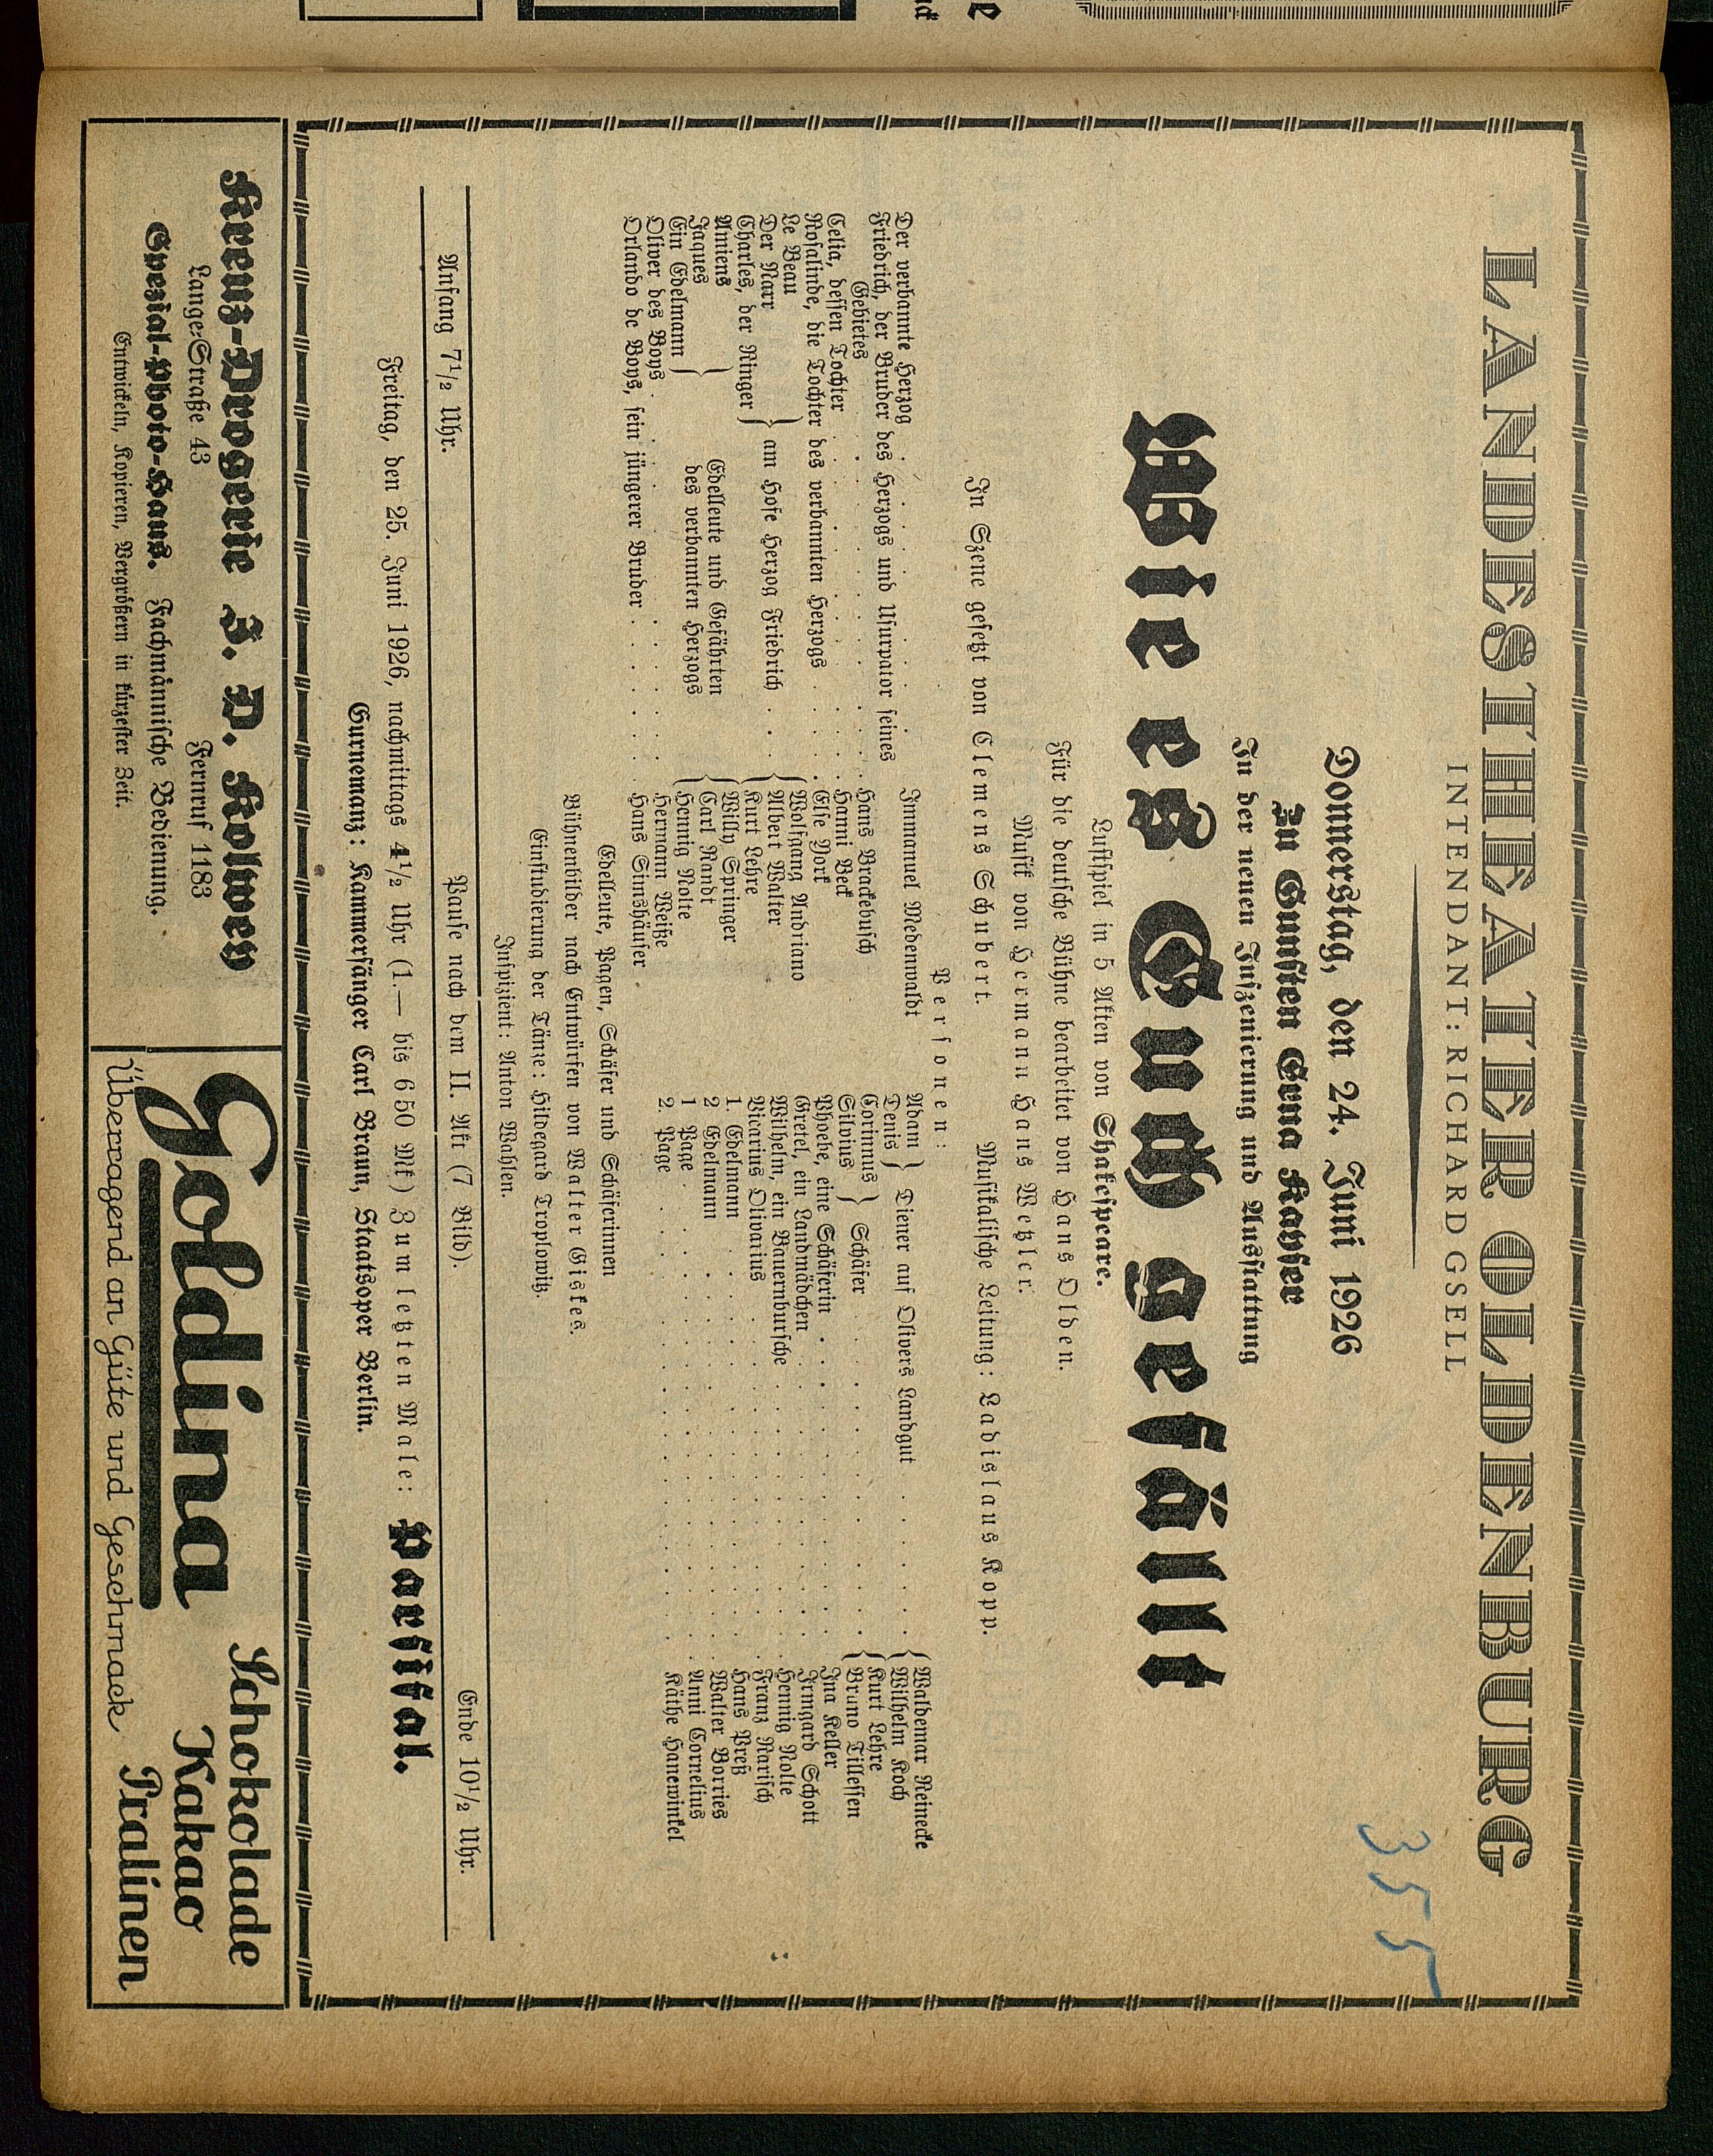 355
LANDESTHEATER OLDENBURG
INTENDANT: RICHARD GSELL
Donnerstag, den 24. Juni 1926
Zu Gunsten Erna Kayser
In der neuen Inszenierung und Ausstattung
Wie es Euch gefällt
Lustspiel in 5 Akten von Shakespeare.
Für die deutsche Bühne bearbeitet von Hans Olden.
Musik von Hermann Hans Wetzler.
In Szene gesetzt von Clemens Schubert. Musikalische Leitung: Ladislaus Kopp.
Personen:
Der verbannte Herzog . . . . . Immanuel Medenwaldt
Friedrich, der Bruder des Herzogs und Usurpator seines
Gebietes . . . . . Hans Brackebusch
Celia, dessen Tochter . . . . . Hanni Beck
Rosalinde, die Tochter des verbannten Herzogs . . . . . Else York
Le Beau } { Wolfgang Andriano
Der Narr } am Hofe Herzog Friedrich . . . { Albert Walter
Charles, der Ringer } { Kurt Lehre
Amiens } Edelleute und Gefährten { Willy Springer
Jaques } des verbannten Herzogs { Carl Randt
Ein Edelmann } { Hennig Nolte
Oliver des Boys . . . . . Hermann Weiße
Orlando de Boys, sein jüngerer Bruder . . . . . Hans Simshäuser
Adam } Diener auf Olivers Landgut . . . . . { Waldemar Reinecke
Denis } { Wilhelm Koch
Corinnus } Schäfer . . . . . { Kurt Lehre
Silvius } { Bruno Tillessen
Phoebe, eine Schäferin . . . . . Ina Keller
Gretel, ein Landmädchen . . . . . Irmgard Schott
Wilhelm, ein Bauernbursche . . . . . Hennig Nolte
Vicarius Olivarius . . . . . Franz Rarisch
1. Edelmann . . . . . Hans Preß
2 Edelmann . . . . . Walter Borries
1 Page . . . . . Anni Cornelius
2. Page . . . . . Käthe Hanewinkel
Edelleute, Pagen, Schäfer und Schäferinnen
Bühnenbilder nach Entwürfen von Walter Giskes.
Einstudierung der Tänze: Hildegard Troplowitz.
Inspizient: Anton Wahlen.
Anfang 7 1/2 Uhr. Pause nach dem II. Akt (7 Bild). Ende 10 1/2 Uhr.
Freitag, den 25. Juni 1926, nachmittags 4 1/2 Uhr (1.— bis 6 50 Mk) Zum letzten Male: Parsifal.
Gurnemanz: Kammersänger Carl Braun, Staatsoper Berlin.
Kreuz-Drogerie J. D. Kolwey
Lange-Straße 43 Fernruf 1183
Spezial-Photo-Haus. Fachmännische Bedienung.
Entwickeln, Kopieren, Vergrößern in kürzester Zeit.
Goldina
Schokolade
Kakao
Pralinen
Überragend an Güte und Geschmack